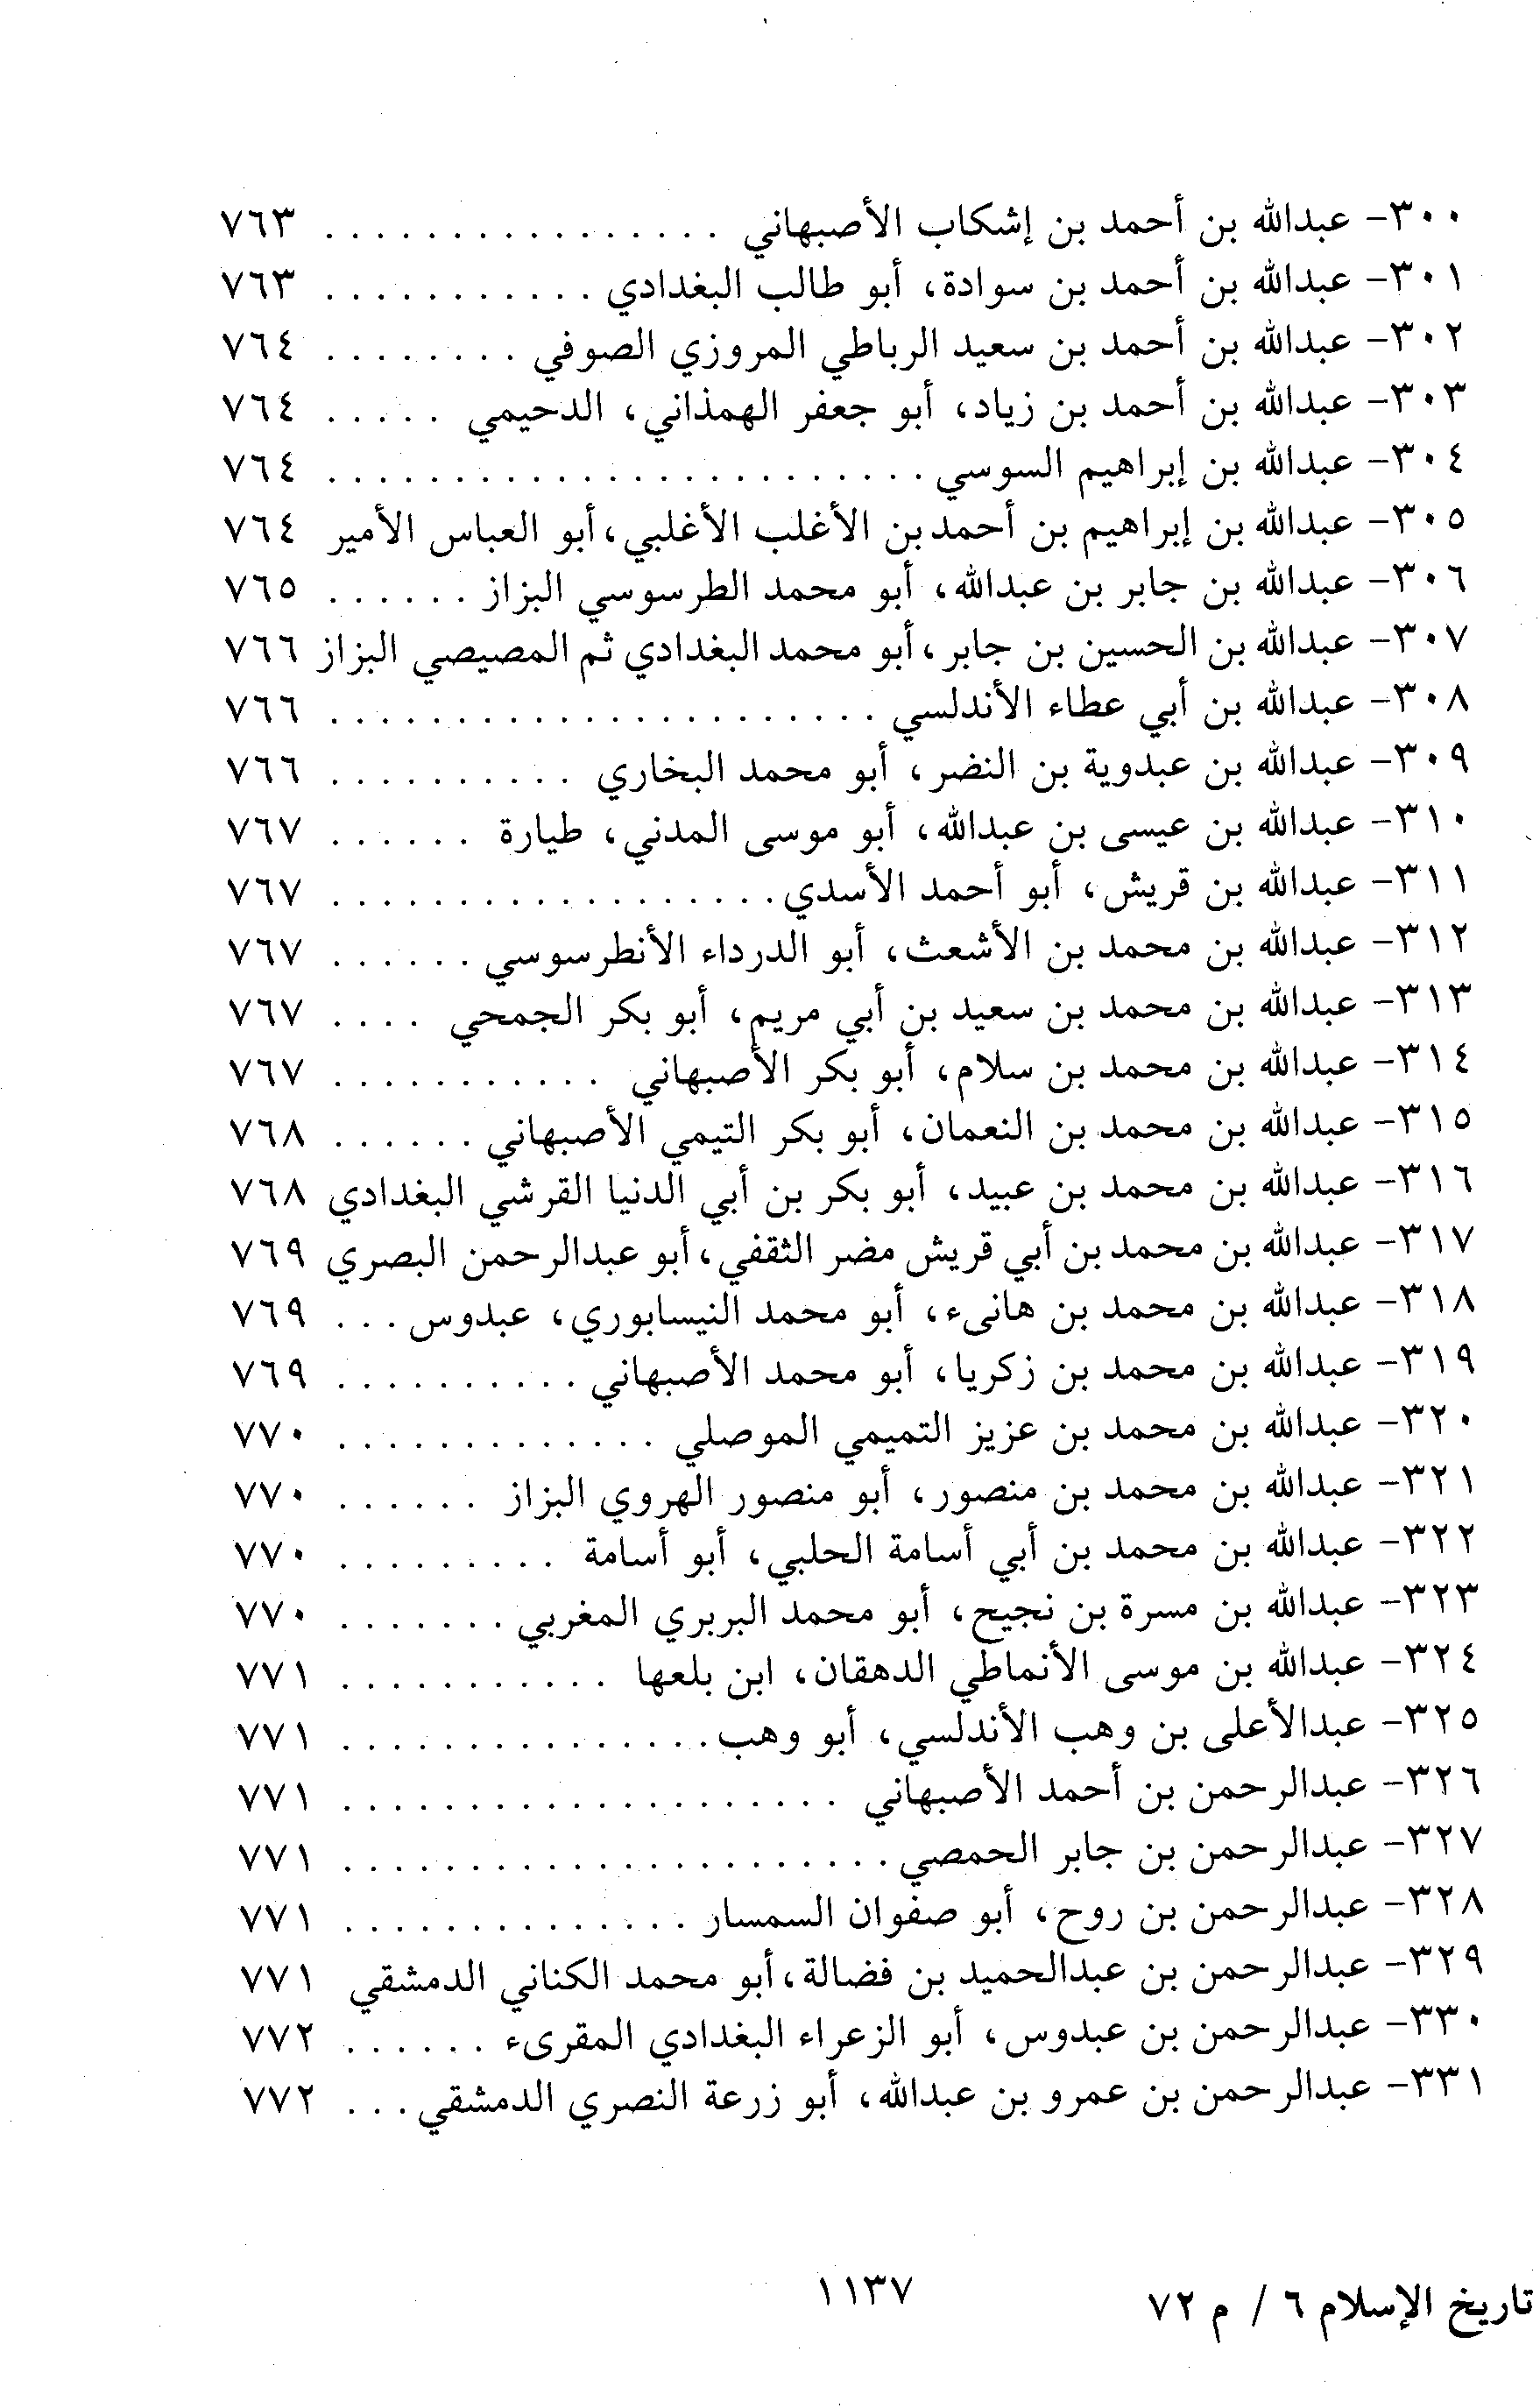 ٣٠٠- عبدالله بن أحمد بن إشكاب الأصبهاني . . . . . . . . . . . . . . . . ٧٦٣
٣٠١- عبدالله بن أحمد بن سوادة، أبو طالب البغدادي . . . . . . . . . . . ٧٦٣
٣٠٢- عبدالله بن أحمد بن سعيد الرباطي المروزي الصوفي . . . . . . . . ٧٦٤
٣٠٣- عبدالله بن أحمد بن زياد، أبو جعفر الهمذاني، الدحيمي . . . . . ٧٦٤
٣٠٤- عبدالله بن إبراهيم السوسي . . . . . . . . . . . . . . . . . . . . . . . ٧٦٤
٣٠٥- عبدالله بن إبراهيم بن أحمد بن الأغلب الأغلبي، أبو العباس الأمير ٧٦٤
٣٠٦- عبدالله بن جابر بن عبدالله، أبو محمد الطرسوسي البزاز . . . . . . ٧٦٥
٣٠٧- عبدالله بن الحسين بن جابر، أبو محمد البغدادي ثم المصيصي البزاز ٧٦٦
٣٠٨- عبدالله بن أبي عطاء الأندلسي . . . . . . . . . . . . . . . . . . . . . ٧٦٦
٣٠٩- عبدالله بن عبدوية بن النضر، أبو محمد البخاري . . . . . . . . . . ٧٦٦
٣١٠- عبدالله بن عيسى بن عبدالله، أبو موسى المدني، طيارة . . . . . . ٧٦٧
٣١١- عبدالله بن قريش، أبو أحمد الأسدي . . . . . . . . . . . . . . . . . . ٧٦٧
٣١٢- عبدالله بن محمد بن الأشعث، أبو الدرداء الأنطرسوسي . . . . . . ٧٦٧
٣١٣- عبدالله بن محمد بن سعيد بن أبي مريم، أبو بكر الجمحي . . . . ٧٦٧
٣١٤- عبدالله بن محمد بن سلام، أبو بكر الأصبهاني . . . . . . . . . . . ٧٦٧
٣١٥- عبدالله بن محمد بن النعمان، أبو بكر التيمي الأصبهاني . . . . . . ٧٦٨
٣١٦- عبدالله بن محمد بن عبيد، أبو بكر بن أبي الدنيا القرشي البغدادي ٧٦٨
٣١٧- عبدالله بن محمد بن أبي قريش مضر الثقفي، أبو عبدالرحمن البصري ٧٦٩
٣١٨- عبدالله بن محمد بن هانىء، أبو محمد النيسابوري، عبدوس . . . ٧٦٩
٣١٩- عبدالله بن محمد بن زكريا، أبو محمد الأصبهاني . . . . . . . . . . ٧٦٩
٣٢٠- عبدالله بن محمد بن عزيز التميمي الموصلي . . . . . . . . . . . . . ٧٧٠
٣٢١- عبدالله بن محمد بن منصور، أبو منصور الهروي البزاز . . . . . . ٧٧٠
٣٢٢- عبدالله بن محمد بن أبي أسامة الحلبي، أبو أسامة . . . . . . . . . ٧٧٠
٣٢٣- عبدالله بن مسرة بن نجيح، أبو محمد البربري المغربي . . . . . . . ٧٧٠
٣٢٤- عبدالله بن موسى الأنماطي الدهقان، ابن بلعها . . . . . . . . . . . ٧٧١
٣٢٥- عبدالأعلى بن وهب الأندلسي، أبو وهب . . . . . . . . . . . . . . . ٧٧١
٣٢٦- عبدالرحمن بن أحمد الأصبهاني . . . . . . . . . . . . . . . . . . . . ٧٧١
٣٢٧- عبدالرحمن بن جابر الحمصي . . . . . . . . . . . . . . . . . . . . . . ٧٧١
٣٢٨- عبدالرحمن بن روح، أبو صفوان السمسار . . . . . . . . . . . . . . ٧٧١
٣٢٩- عبدالرحمن بن عبدالحميد بن فضالة، أبو محمد الكناني الدمشقي ٧٧١
٣٣٠- عبدالرحمن بن عبدوس، أبو الزعراء البغدادي المقرىء . . . . . . ٧٧٢
٣٣١- عبدالرحمن بن عمرو بن عبدالله، أبو زرعة النصري الدمشقي . . . ٧٧٢
١١٣٧
تاريخ الإسلام ٦ / م ٧٢